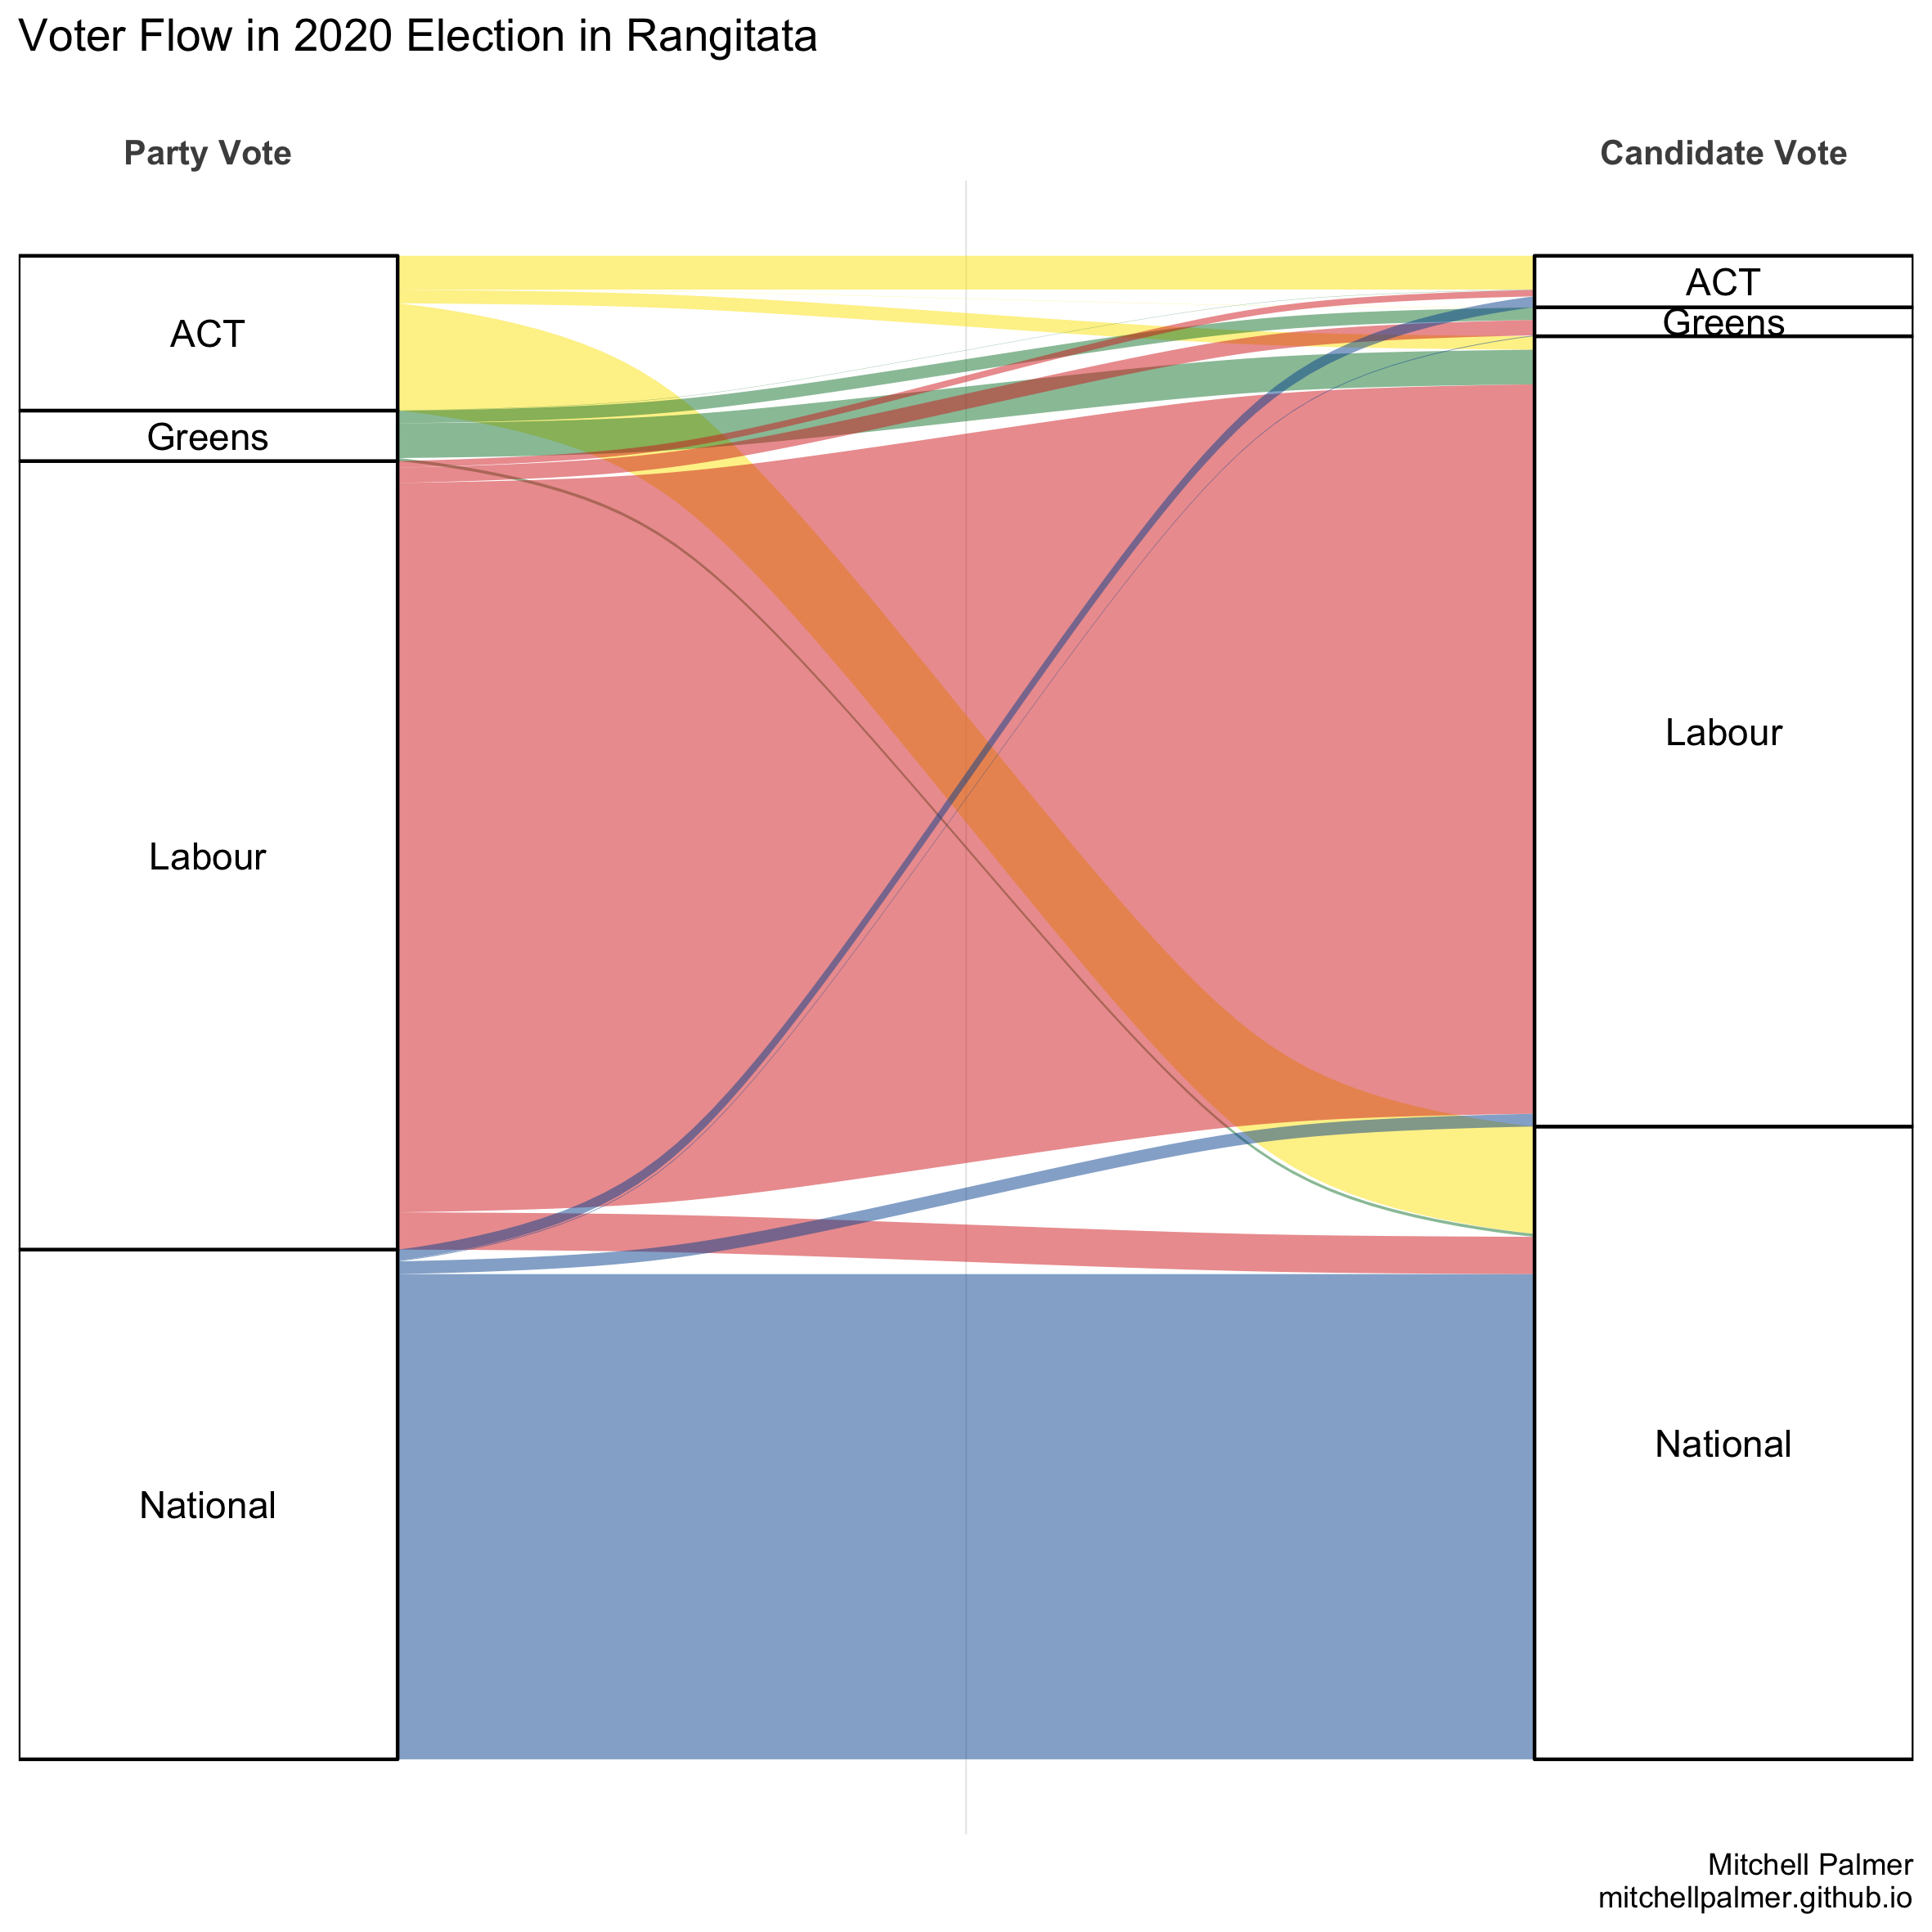 Voter Flow in 2020 Election in Rangitata
Party Vote
Candidate Vote
ACT
Greens
Labour
National
ACT
Greens
Labour
National
Mitchell Palmer
mitchellpalmer.github.io